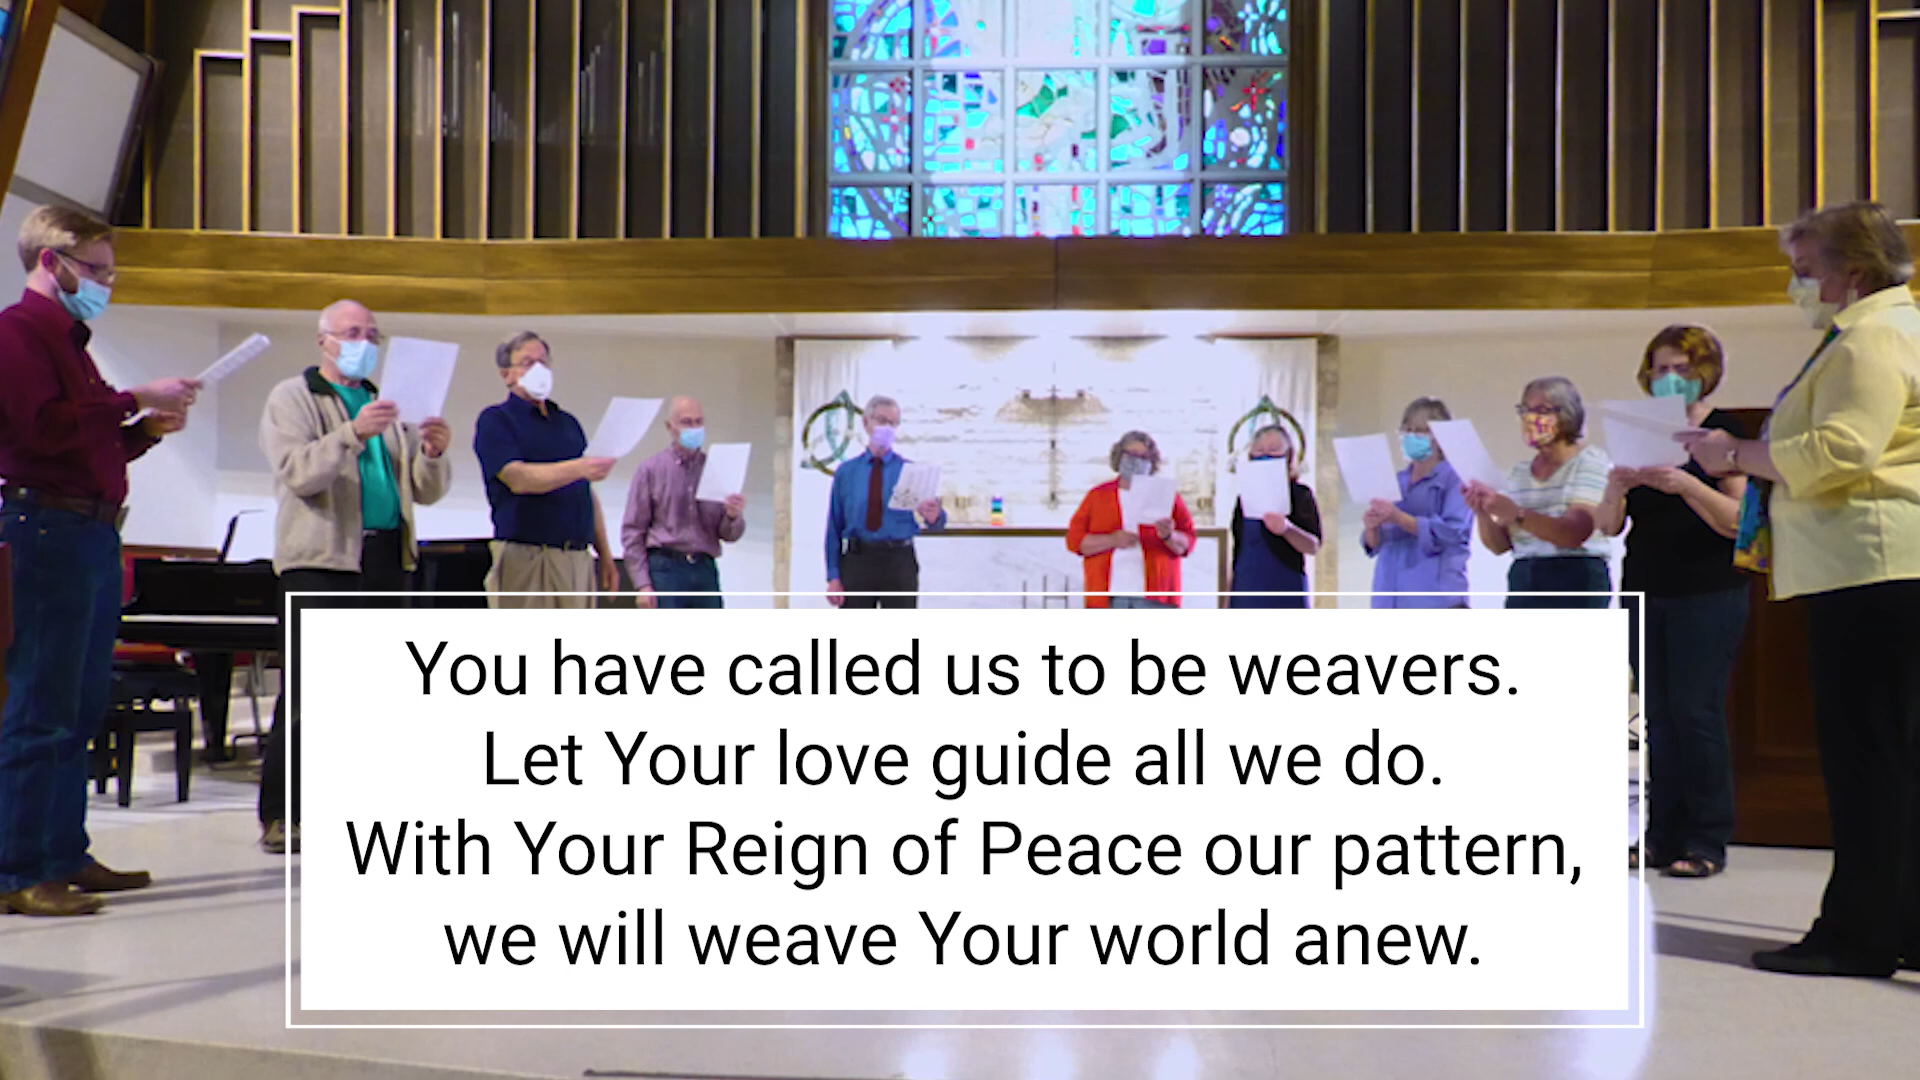 You have called us to be weavers.
Let Your love guide all we do.
With Your Reign of Peace our pattern,
we will weave Your world anew.